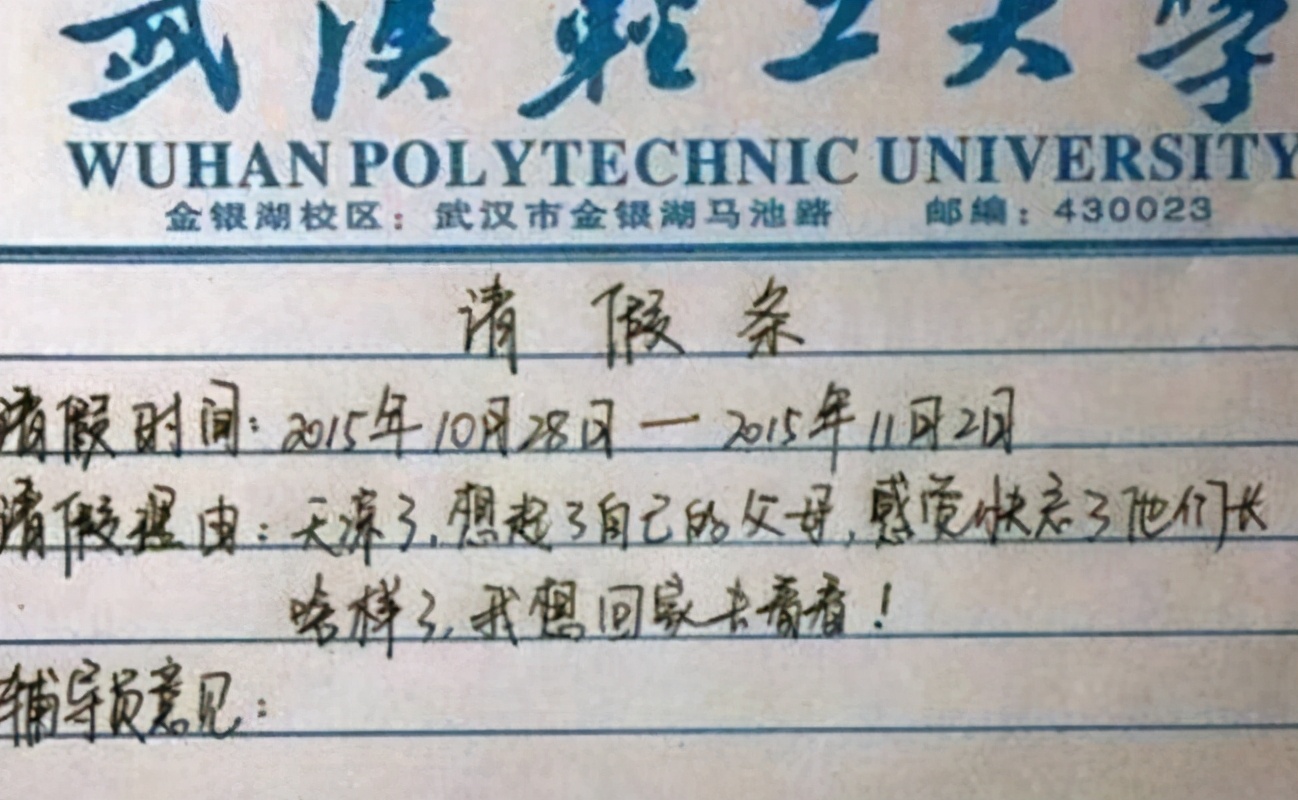 武汉轻工大学
WUHAN POLYTECHNIC UNIVERSITY
金银湖校区：武汉市金银湖马池路 邮编：430023
请假条
请假时间：2015年10月28日 — 2015年11月2日
请假理由：天凉了，想起了自己的父母，感觉快忘了他们长
啥样了，我想回家去看看！
辅导员意见：